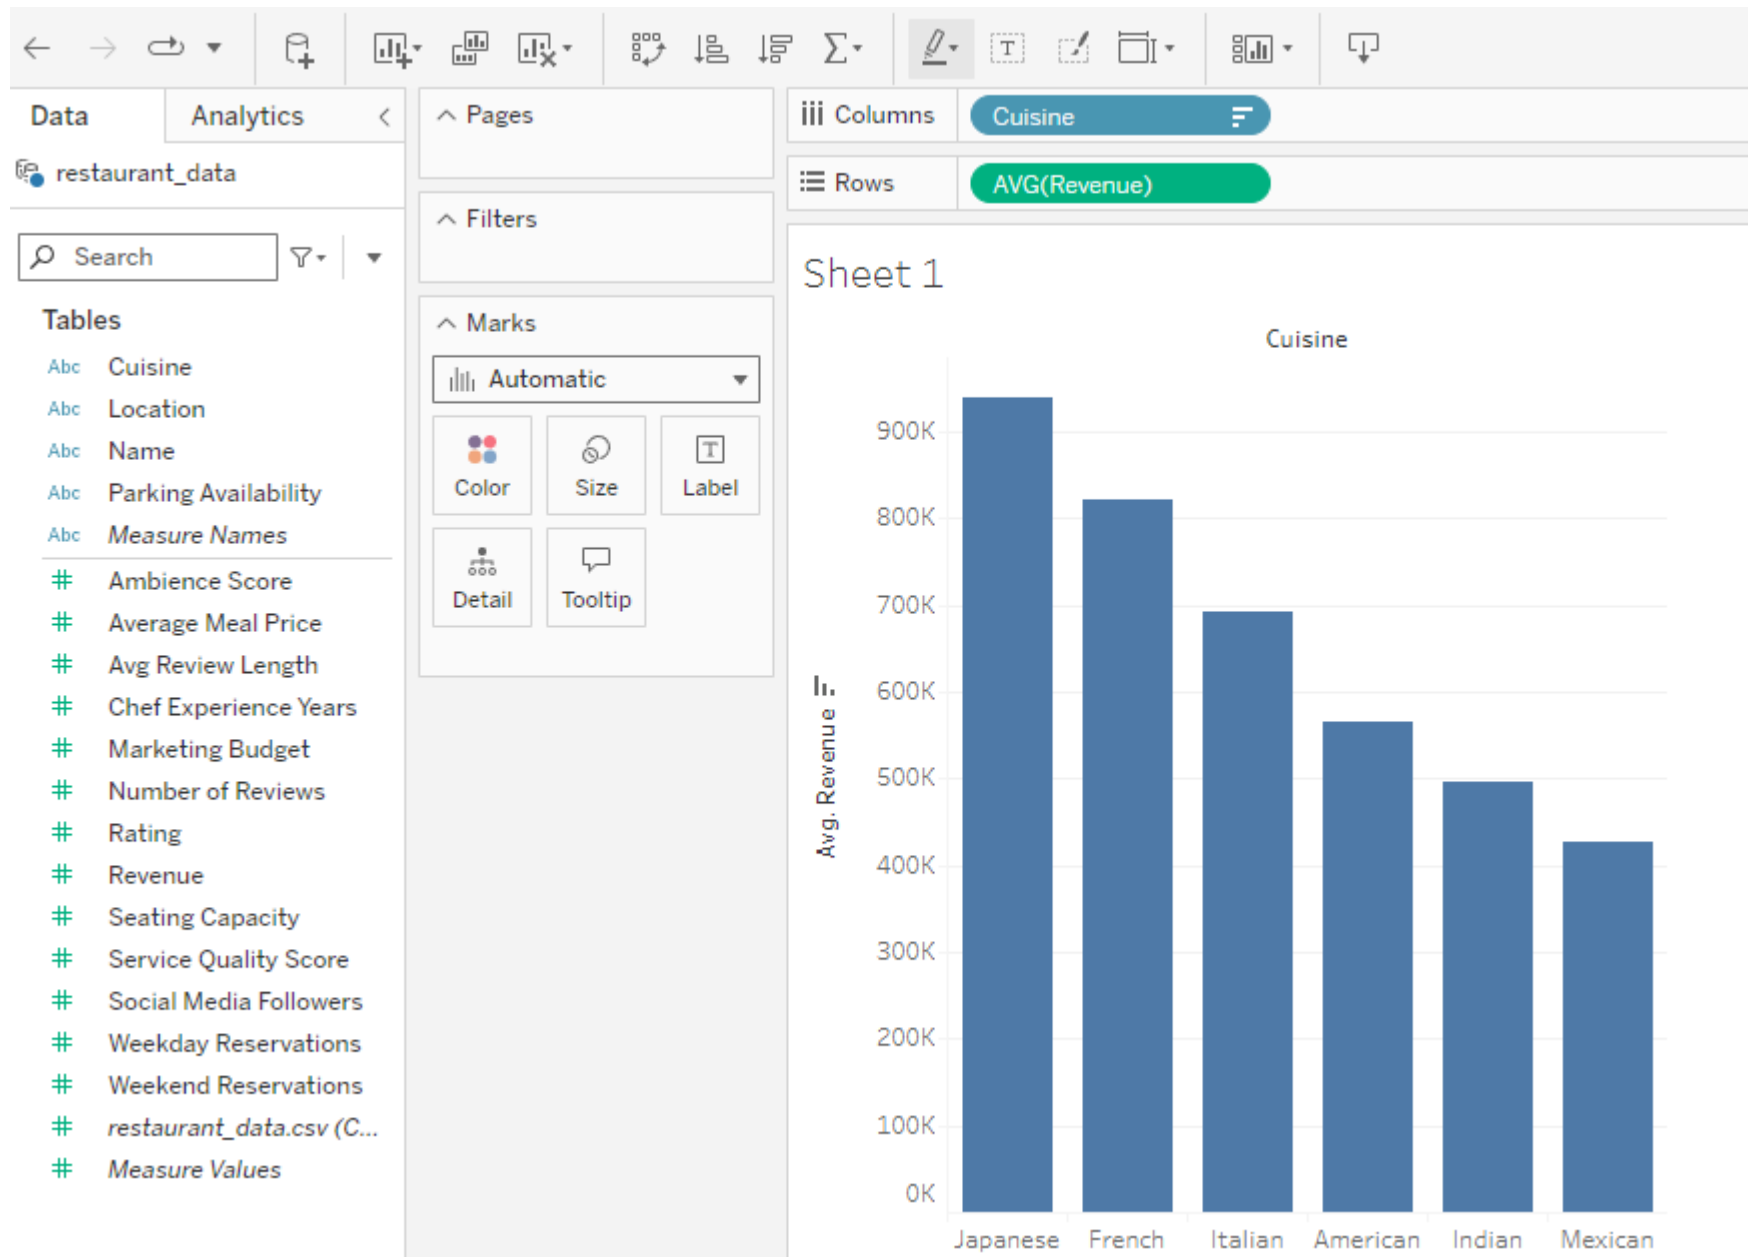 Data
Analytics
restaurant_data
Search
Tables
Abc Cuisine
Abc Location
Abc Name
Abc Parking Availability
Abc Measure Names
# Ambience Score
# Average Meal Price
# Avg Review Length
# Chef Experience Years
# Marketing Budget
# Number of Reviews
# Rating
# Revenue
# Seating Capacity
# Service Quality Score
# Social Media Followers
# Weekday Reservations
# Weekend Reservations
# restaurant_data.csv (C...
# Measure Values
Pages
Filters
Marks
Automatic
Color
Size
T
Label
Detail
Tooltip
Columns
Cuisine
Rows
AVG(Revenue)
Sheet 1
Cuisine
Avg. Revenue
900K
800K
700K
600K
500K
400K
300K
200K
100K
0K
Japanese French Italian American Indian Mexican